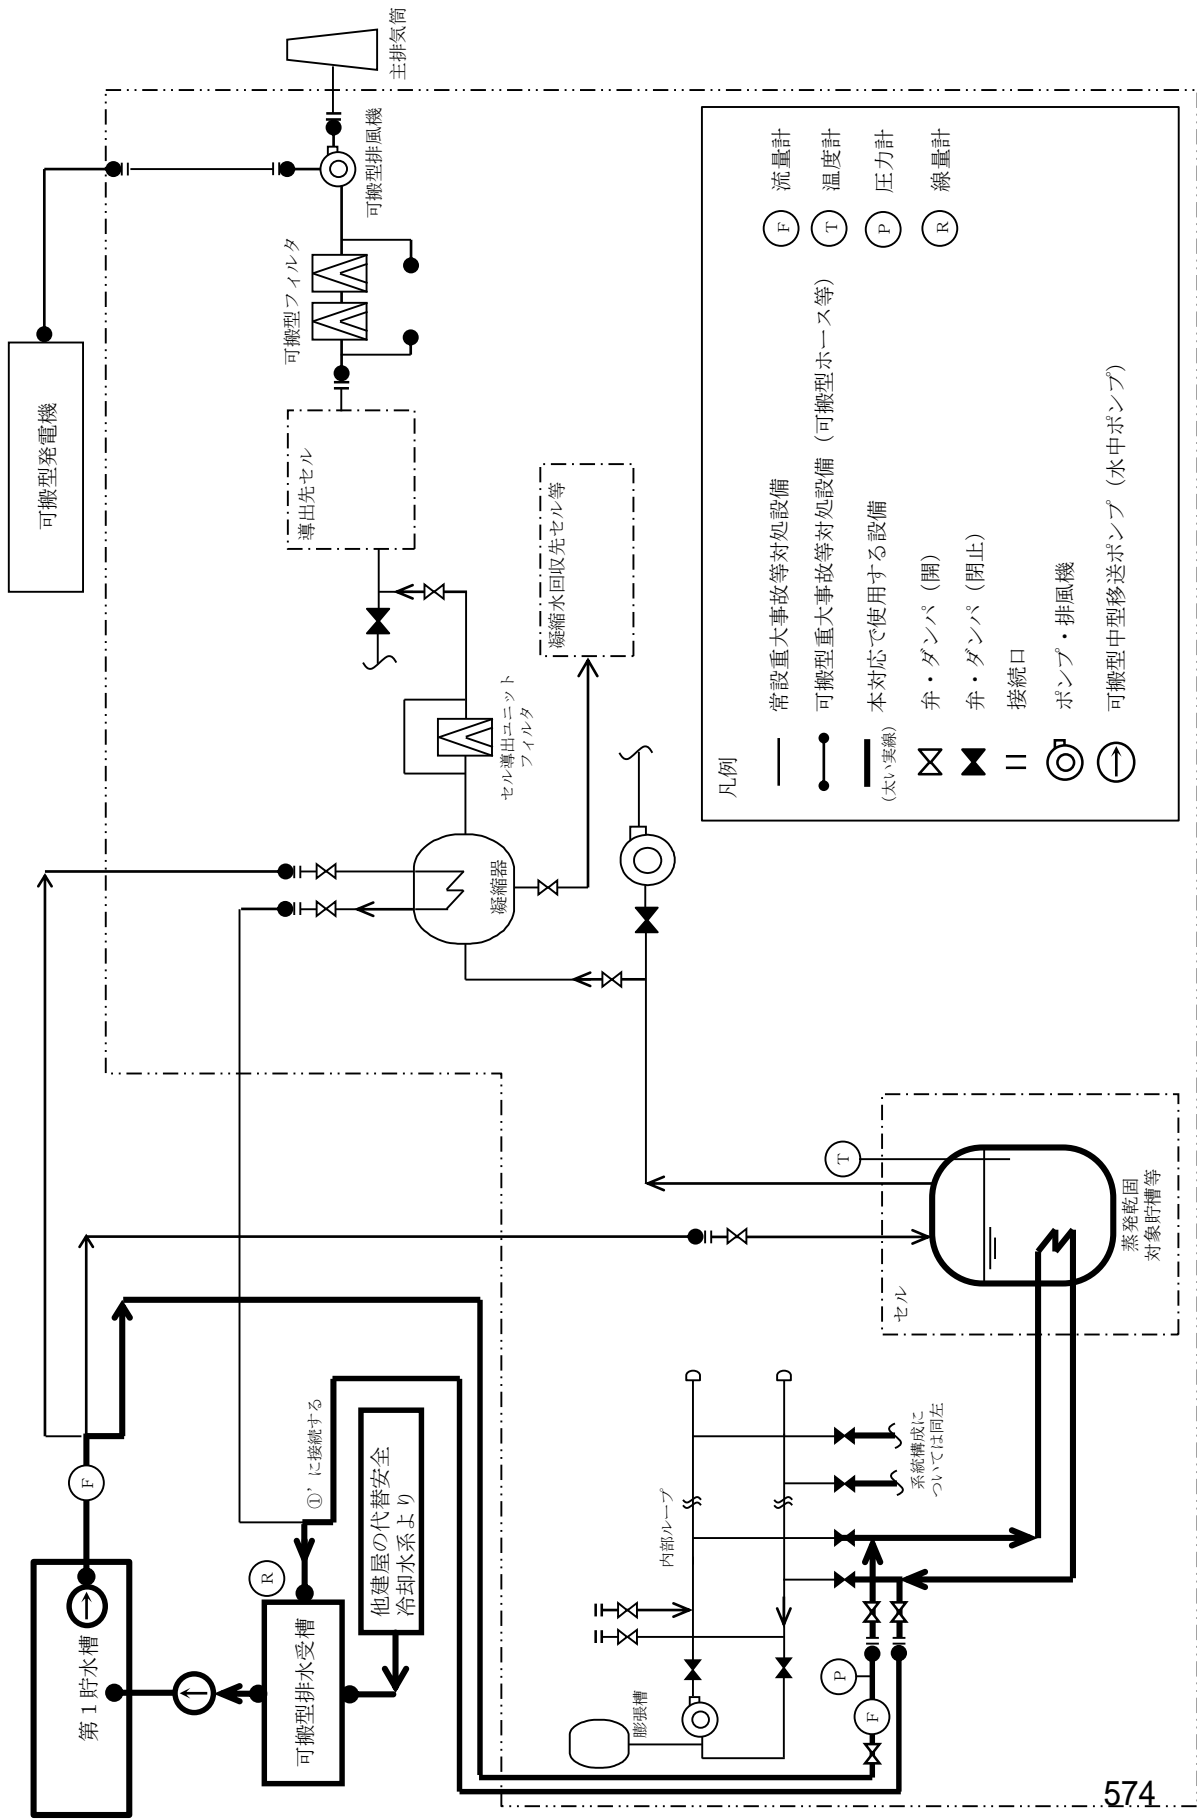 可搬型発電機
主排気筒
可搬型排風機
可搬型フィルタ
導出先セル
凝縮水回収先セル等
セル導出ユニット
フィルタ
凝縮器
第1貯水槽
F
R
①’に接続する
他建屋の代替安全
冷却水系より
可搬型排水受槽
T
セル
蒸発乾固
対象貯槽等
内部ループ
系統構成に
ついては同左
膨張槽
P
F
凡例
常設重大事故等対処設備
可搬型重大事故等対処設備（可搬型ホース等）
本対応で使用する設備
(太い実線)
弁・ダンパ（開）
弁・ダンパ（閉止）
接続口
ポンプ・排風機
可搬型中型移送ポンプ（水中ポンプ）
F 流量計
T 温度計
P 圧力計
R 線量計
574